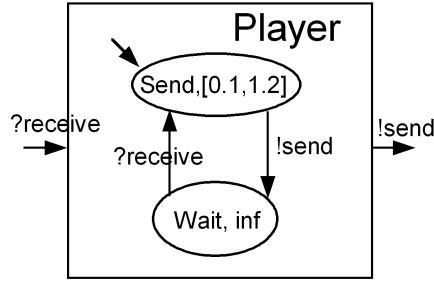 Player
Send,[0.1,1.2]
?receive
!send
?receive
!send
Wait, inf